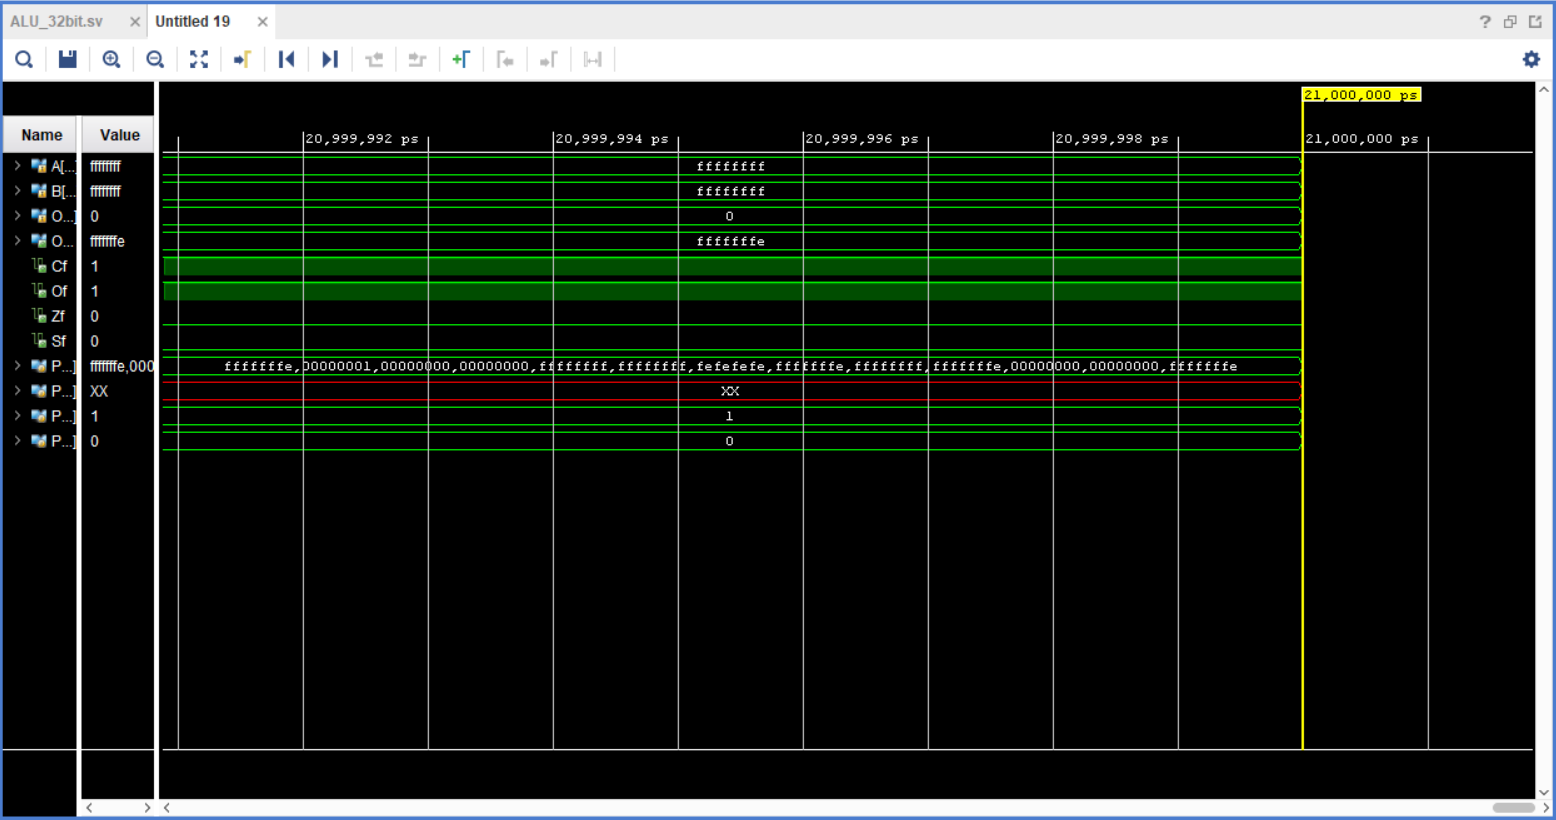 ALU_32bit.sv × Untitled 19 ×
?
21,000,000 ps
Name Value
20,999,992 ps 20,999,994 ps 20,999,996 ps 20,999,998 ps 21,000,000 ps
A[...] ffffffff ffffffff
B[... ffffffff ffffffff
O...] 0 0
O... fffffffe fffffffe
Cf 1
Of 1
Zf 0
Sf 0
P...] fffffffe,000 fffffffe,00000001,00000000,00000000,ffffffff,ffffffff,fefefefe,fffffffe,ffffffff,fffffffe,00000000,00000000,fffffffe
P...] XX XX
P...] 1 1
P...] 0 0